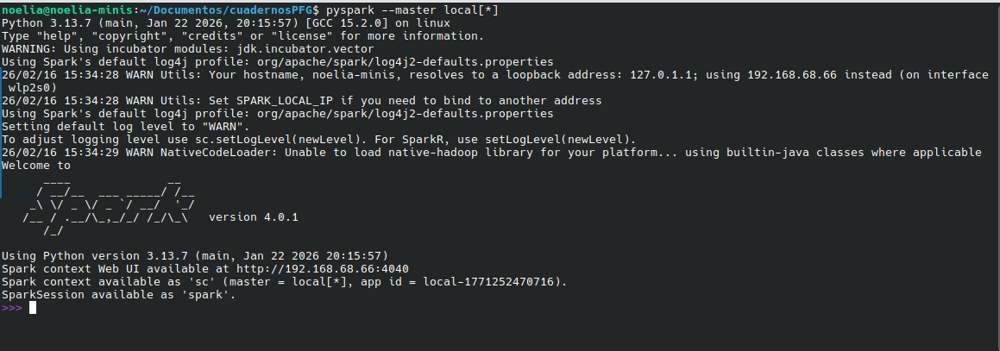 noelia@noelia-minis:~/Documentos/cuadernosPFG$ pyspark --master local[*]
Python 3.13.7 (main, Jan 22 2026, 20:15:57) [GCC 15.2.0] on linux
Type "help", "copyright", "credits" or "license" for more information.
WARNING: Using incubator modules: jdk.incubator.vector
Using Spark's default log4j profile: org/apache/spark/log4j2-defaults.properties
26/02/16 15:34:28 WARN Utils: Your hostname, noelia-minis, resolves to a loopback address: 127.0.1.1; using 192.168.68.66 instead (on interface
 wlp2s0)
26/02/16 15:34:28 WARN Utils: Set SPARK_LOCAL_IP if you need to bind to another address
Using Spark's default log4j profile: org/apache/spark/log4j2-defaults.properties
Setting default log level to "WARN".
To adjust logging level use sc.setLogLevel(newLevel). For SparkR, use setLogLevel(newLevel).
26/02/16 15:34:29 WARN NativeCodeLoader: Unable to load native-hadoop library for your platform... using builtin-java classes where applicable
Welcome to
      ____              __
     / __/__  ___ _____/ /__
    _\ \/ _ \/ _ `/ __/  '_/
   /__ / .__/\_,_/_/ /_/\_\   version 4.0.1
      /_/

Using Python version 3.13.7 (main, Jan 22 2026 20:15:57)
Spark context Web UI available at http://192.168.68.66:4040
Spark context available as 'sc' (master = local[*], app id = local-1771252470716).
SparkSession available as 'spark'.
>>>